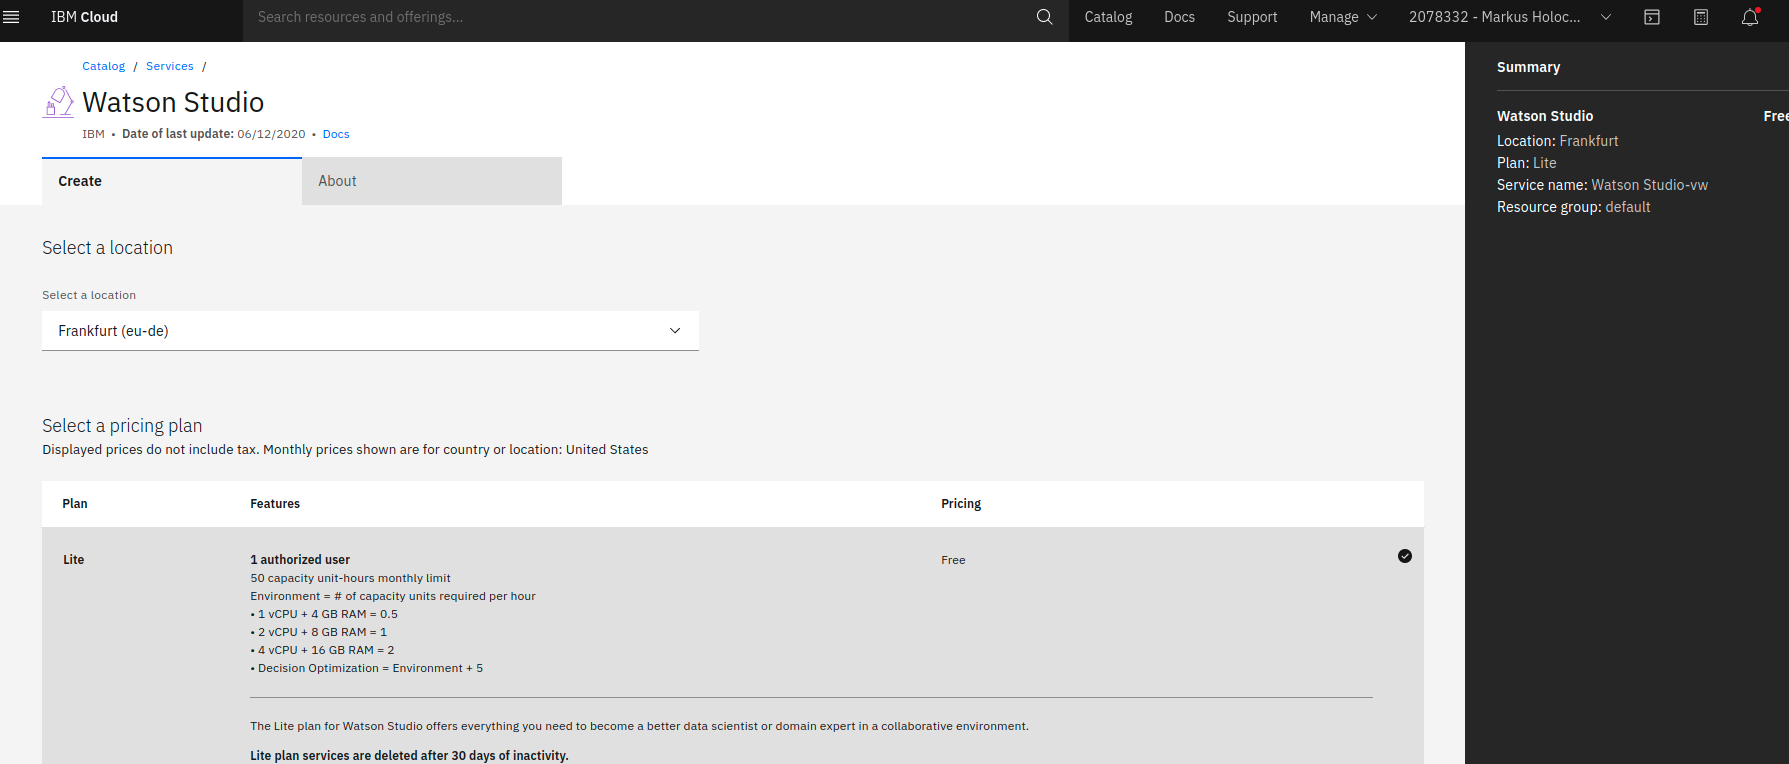 IBM Cloud
Search resources and offerings...
Catalog
Docs
Support
Manage
2078332 - Markus Holoc...
Catalog / Services /
Watson Studio
IBM • Date of last update: 06/12/2020 • Docs
Create
About
Select a location
Select a location
Frankfurt (eu-de)
Select a pricing plan
Displayed prices do not include tax. Monthly prices shown are for country or location: United States
Plan
Features
Pricing
Lite
1 authorized user
Free
50 capacity unit-hours monthly limit
Environment = # of capacity units required per hour
• 1 vCPU + 4 GB RAM = 0.5
• 2 vCPU + 8 GB RAM = 1
• 4 vCPU + 16 GB RAM = 2
• Decision Optimization = Environment + 5
The Lite plan for Watson Studio offers everything you need to become a better data scientist or domain expert in a collaborative environment.
Lite plan services are deleted after 30 days of inactivity.
Summary
Watson Studio
Free
Location: Frankfurt
Plan: Lite
Service name: Watson Studio-vw
Resource group: default